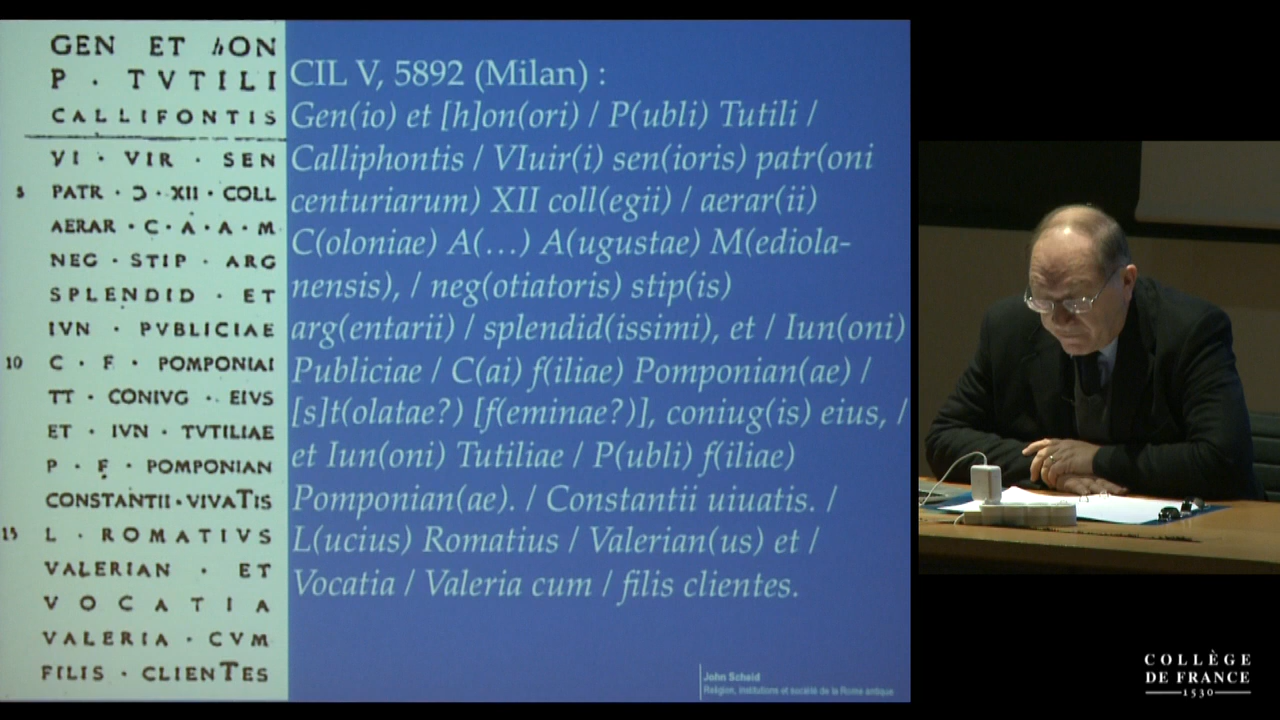 GEN ET hON
P · TVTILI
CALLIFONTIS
VI · VIR · SEN
5 PATR · Ɔ · XII · COLL
AERAR · C · A · A · M
NEG · STIP · ARG
SPLENDID · ET
IVN · PVBLICIAE
10 C · F · POMPONIAI
TT · CONIVG · EIVS
ET · IVN · TVTILIAE
P · F · POMPONIAN
CONSTANTII · VIVATIS
15 L · ROMATIVS
VALERIAN · ET
VOCATIA
VALERIA · CVM
FILIS · CLIENTES
CIL V, 5892 (Milan) :
Gen(io) et [h]on(ori) / P(ubli) Tutili /
Calliphontis / VIuir(i) sen(ioris) patr(oni
centuriarum) XII coll(egii) / aerar(ii)
C(oloniae) A(…) A(ugustae) M(ediola-
nensis), / neg(otiatoris) stip(is)
arg(entarii) / splendid(issimi), et / Iun(oni)
Publiciae / C(ai) f(iliae) Pomponian(ae) /
[s]t(olatae?) [f(eminae?)], coniug(is) eius, /
et Iun(oni) Tutiliae / P(ubli) f(iliae)
Pomponian(ae). / Constantii uiuatis. /
L(ucius) Romatius / Valerian(us) et /
Vocatia / Valeria cum / filis clientes.
John Scheid
Religion, institutions et société de la Rome antique
COLLÈGE
DE FRANCE
1530